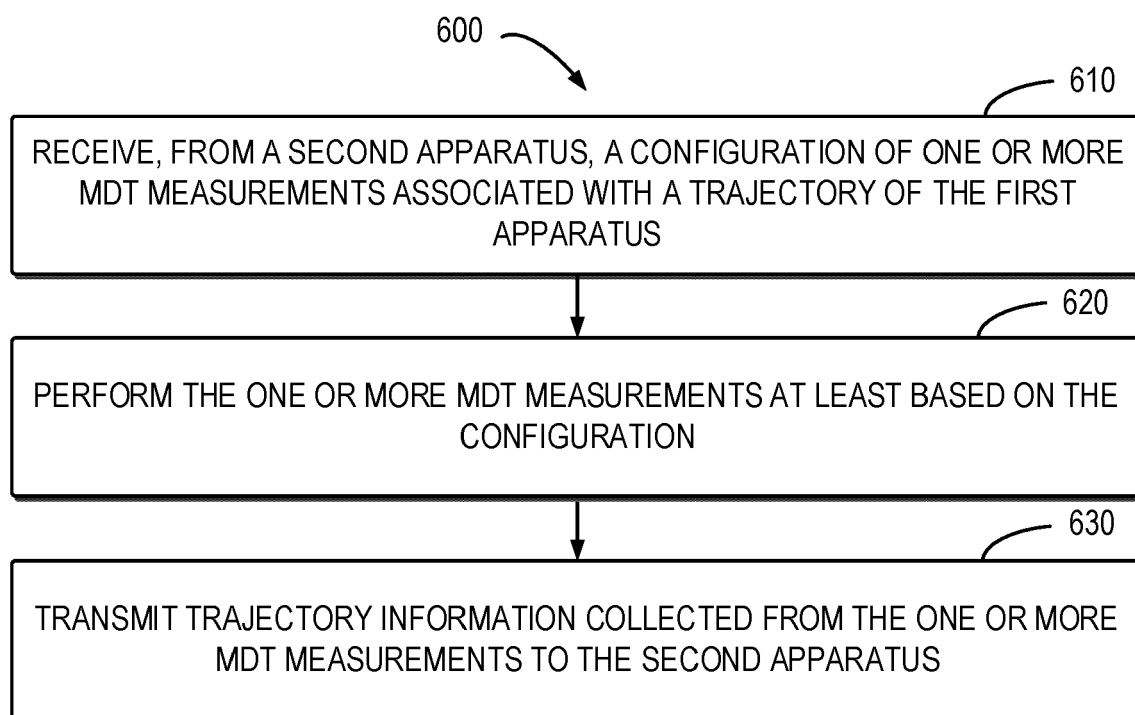 600
610
RECEIVE, FROM A SECOND APPARATUS, A CONFIGURATION OF ONE OR MORE
MDT MEASUREMENTS ASSOCIATED WITH A TRAJECTORY OF THE FIRST
APPARATUS
620
PERFORM THE ONE OR MORE MDT MEASUREMENTS AT LEAST BASED ON THE
CONFIGURATION
630
TRANSMIT TRAJECTORY INFORMATION COLLECTED FROM THE ONE OR MORE
MDT MEASUREMENTS TO THE SECOND APPARATUS